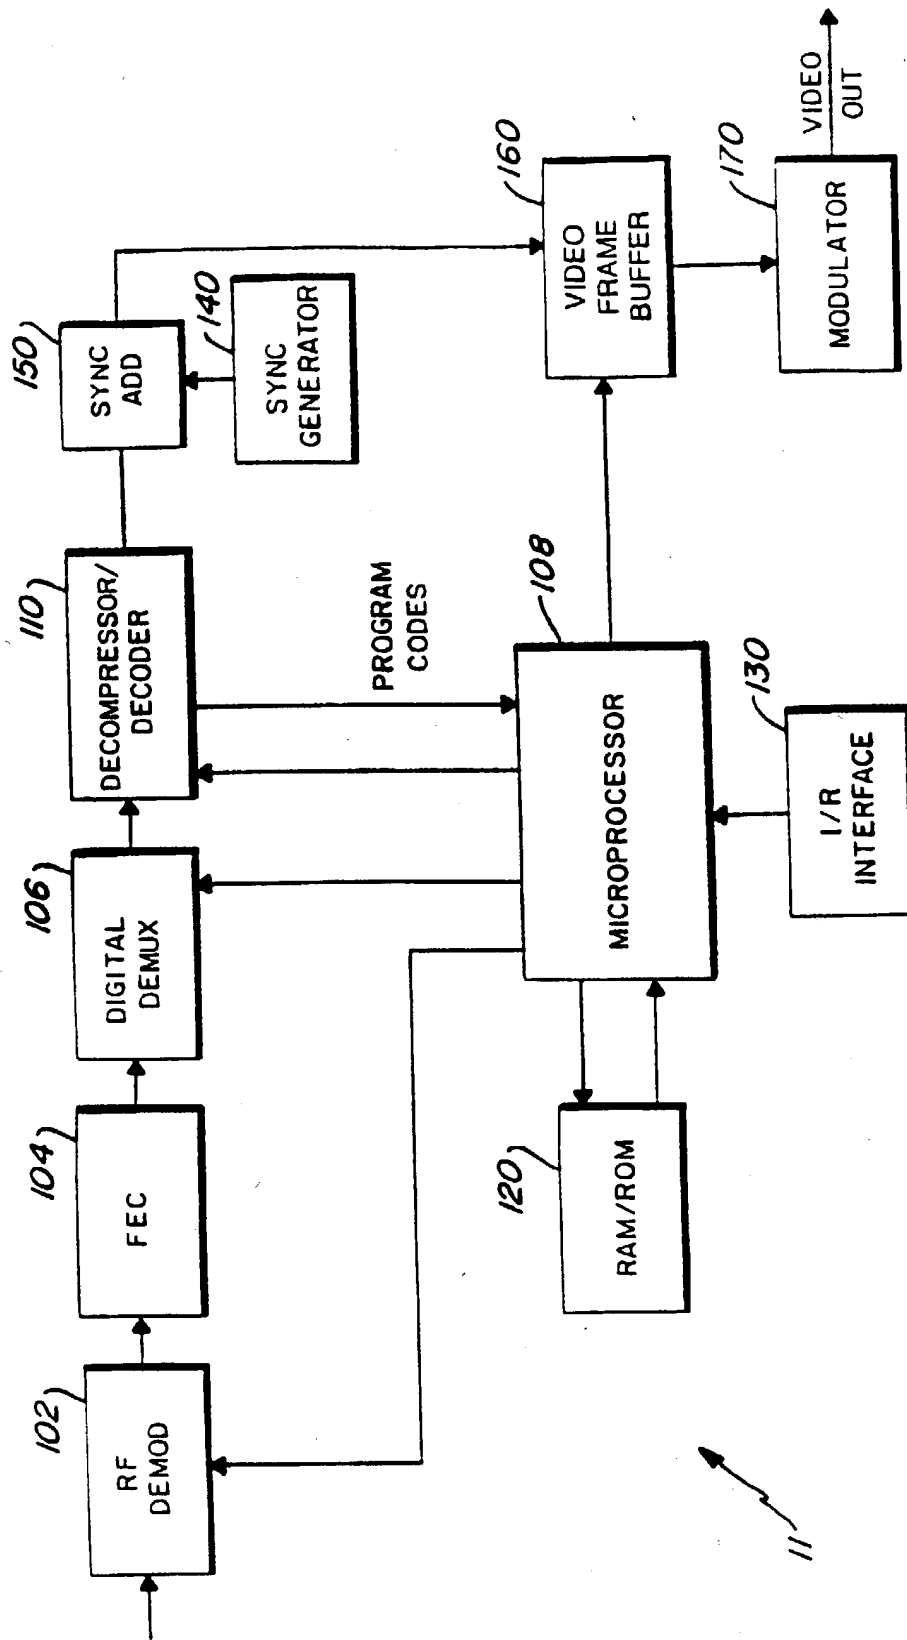 102
RF
DEMOD
104
FEC
106
DIGITAL
DEMUX
110
DECOMPRESSOR/
DECODER
150
SYNC
ADD
140
SYNC
GENERATOR
PROGRAM
CODES
120
RAM/ROM
108
MICROPROCESSOR
160
VIDEO
FRAME
BUFFER
130
I/R
INTERFACE
170
MODULATOR
VIDEO
OUT
11